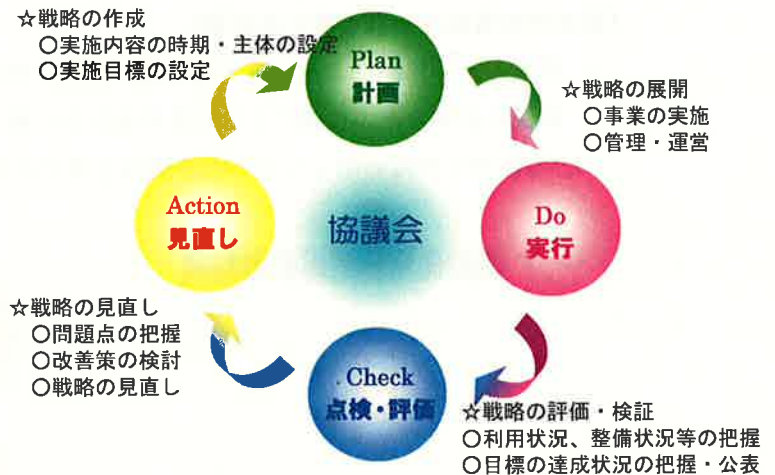 ☆戦略の作成
○実施内容の時期・主体の設定
○実施目標の設定
Plan
計画
☆戦略の展開
○事業の実施
○管理・運営
Action
見直し
協議会
Do
実行
☆戦略の見直し
○問題点の把握
○改善策の検討
○戦略の見直し
Check
点検・評価
☆戦略の評価・検証
○利用状況、整備状況等の把握
○目標の達成状況の把握・公表